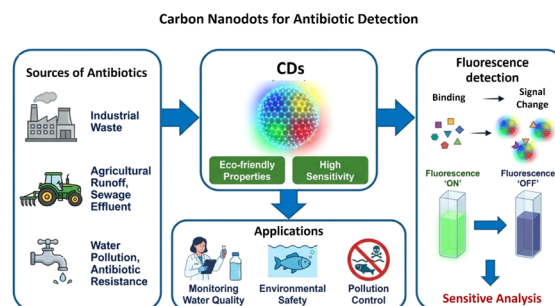 Carbon Nanodots for Antibiotic Detection
Sources of Antibiotics
Industrial
Waste
Agricultural
Runoff,
Sewage
Effluent
Water
Pollution,
Antibiotic
Resistance
CDs
Eco-friendly
Properties
High
Sensitivity
Applications
Monitoring
Water Quality
Environmental
Safety
Pollution
Control
Fluorescence
detection
Binding
Signal
Change
Fluorescence
'ON'
Fluorescence
'OFF'
Sensitive Analysis